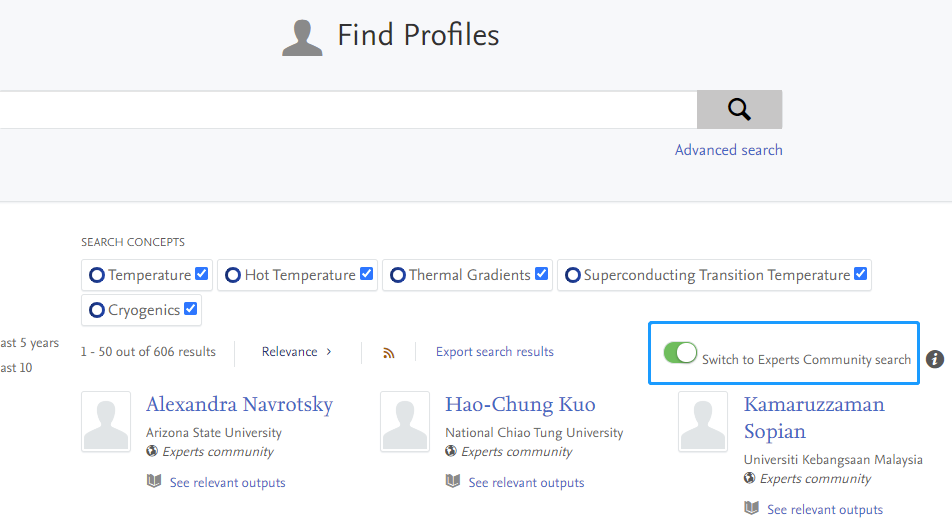 Find Profiles
Advanced search
SEARCH CONCEPTS
Temperature Hot Temperature Thermal Gradients Superconducting Transition Temperature
Cryogenics
ast 5 years
ast 10
1 - 50 out of 606 results Relevance > Export search results Switch to Experts Community search
Alexandra Navrotsky
Arizona State University
Experts community
See relevant outputs
Hao-Chung Kuo
National Chiao Tung University
Experts community
See relevant outputs
Kamaruzzaman
Sopian
Universiti Kebangsaan Malaysia
Experts community
See relevant outputs